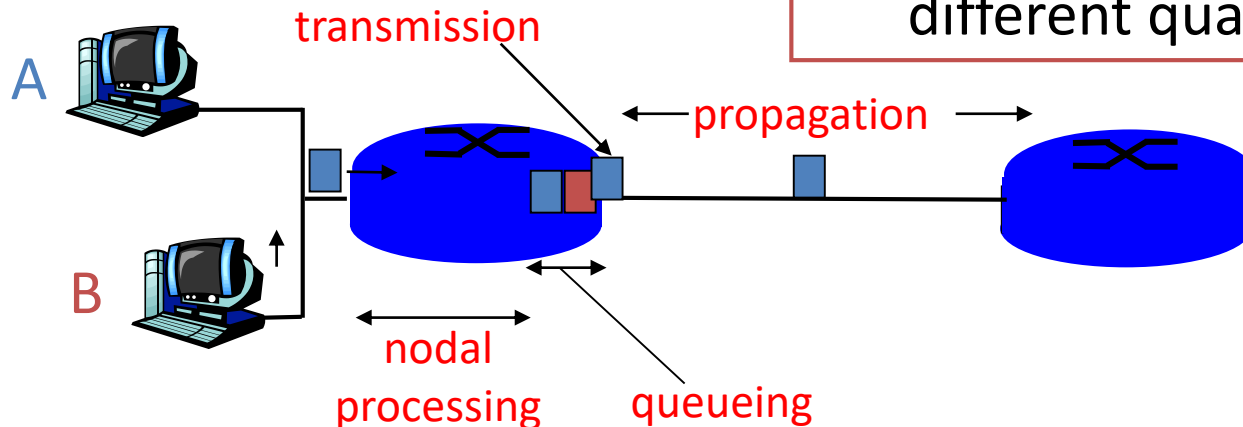 different qua
transmission
A
propagation
B
nodal
processing
queueing